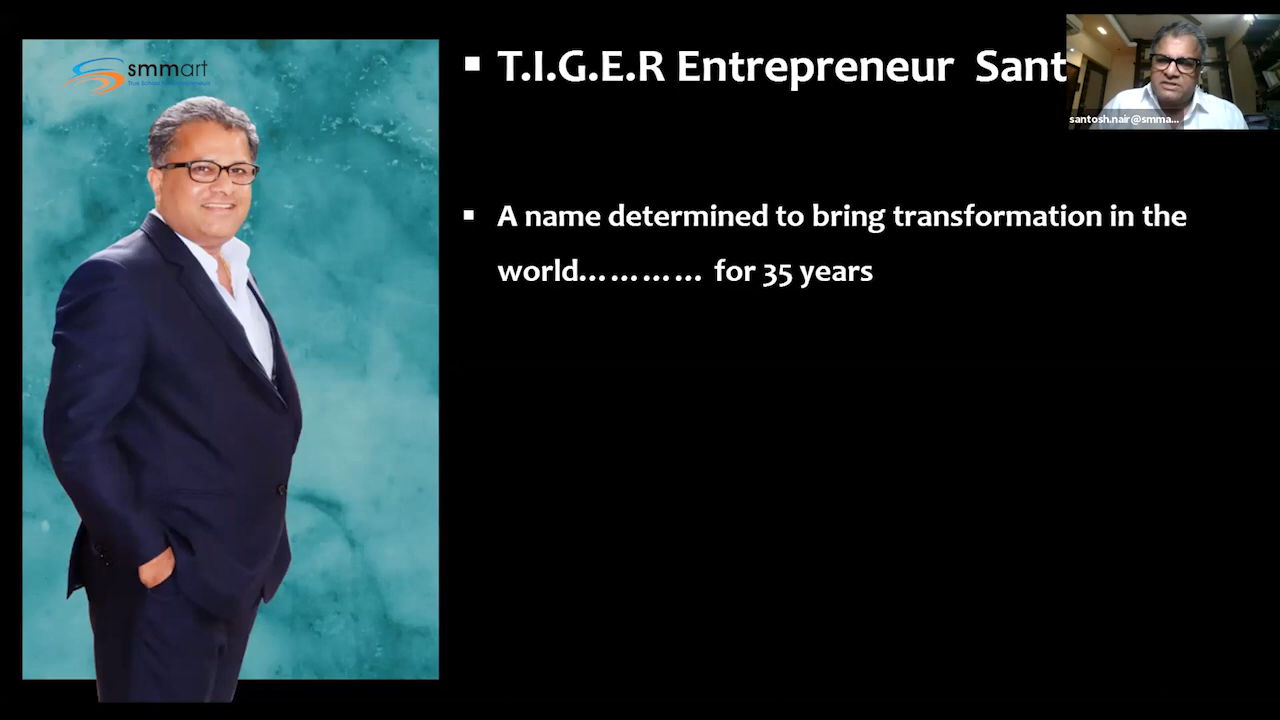 smmart
T.I.G.E.R Entrepreneur Sant
santosh.nair@smma...
A name determined to bring transformation in the
world………… for 35 years